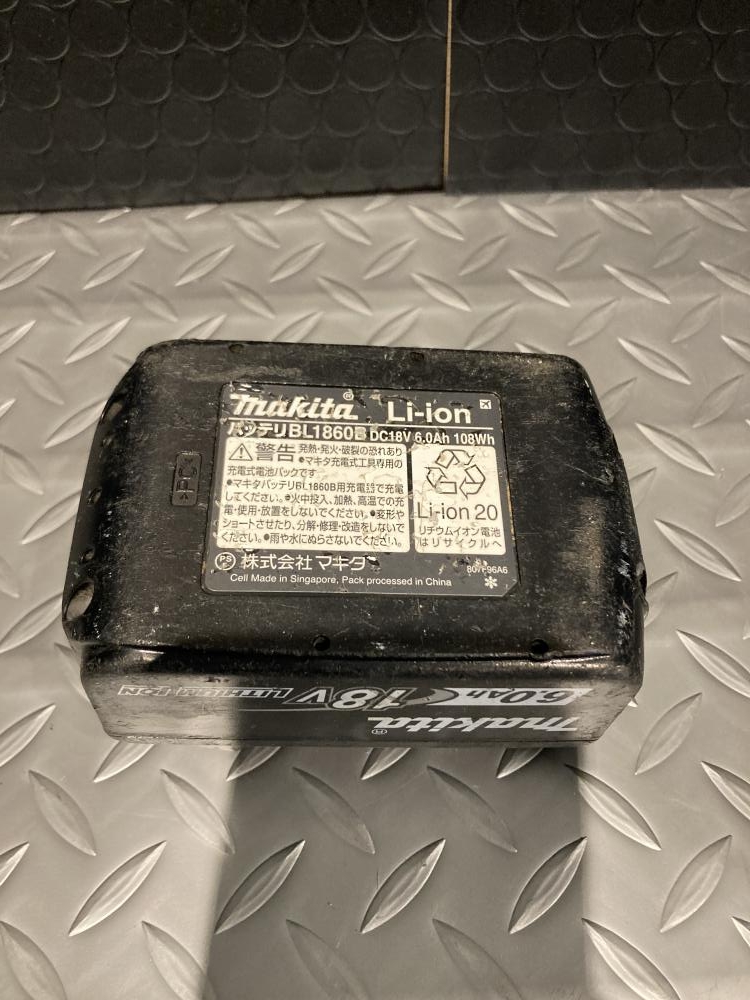 makita® Li-ion
バッテリBL1860B DC18V 6.0Ah 108Wh
警告 発熱・発火・破裂の恐れあり
●マキタ充電式工具専用の
充電式電池パックです
●マキタバッテリBL1860B用充電器で充電
してください。●火中投入、加熱、高温での充
電・使用・放置をしないでください。●変形や
ショートさせたり、分解・修理・改造をしないで
ください。●雨や水にぬらさないでください。
Li-ion 20
リチウムイオン電池
はリサイクルへ
PS E 株式会社 マキタ
Cell Made in Singapore, Pack processed in China
PC
makita®
6.0Ah 18V LITHIUM-ION